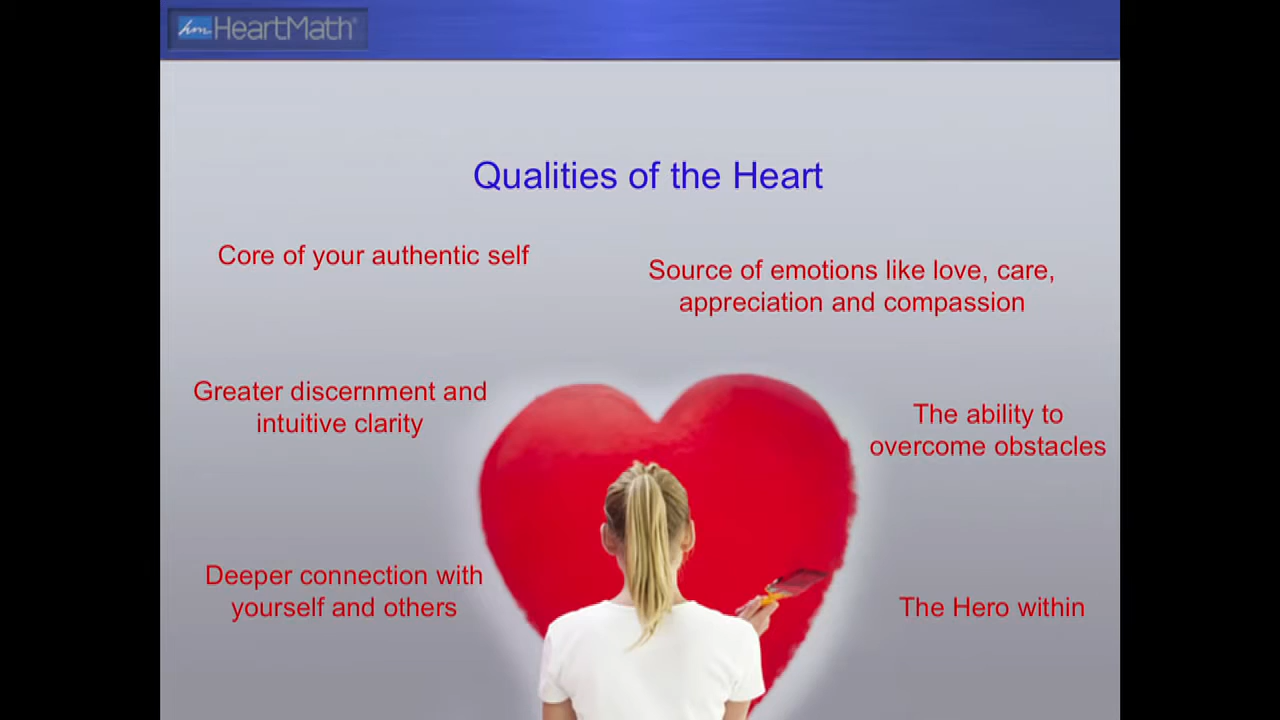 hm HeartMath®
Qualities of the Heart
Core of your authentic self
Source of emotions like love, care,
appreciation and compassion
Greater discernment and
intuitive clarity
The ability to
overcome obstacles
Deeper connection with
yourself and others
The Hero within